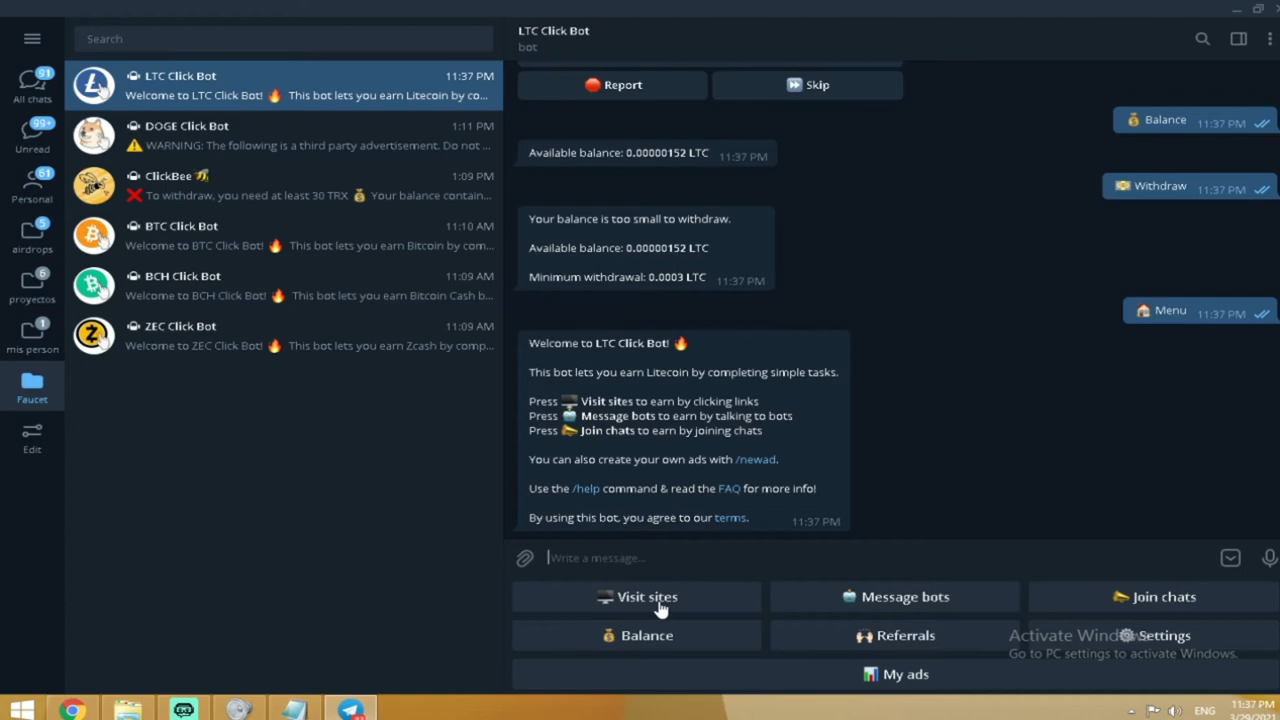 Search
All chats
91
Unread
99+
Personal
61
airdrops
5
proyectos
6
mis person
1
Faucet
Edit
LTC Click Bot 11:37 PM
Welcome to LTC Click Bot! 🔥 This bot lets you earn Litecoin by co...
DOGE Click Bot 1:11 PM
⚠️ WARNING: The following is a third party advertisement. Do not ...
ClickBee 🐝 1:09 PM
❌ To withdraw, you need at least 30 TRX 💰 Your balance contain...
BTC Click Bot 11:10 AM
Welcome to BTC Click Bot! 🔥 This bot lets you earn Bitcoin by com...
BCH Click Bot 11:09 AM
Welcome to BCH Click Bot! 🔥 This bot lets you earn Bitcoin Cash b...
ZEC Click Bot 11:09 AM
Welcome to ZEC Click Bot! 🔥 This bot lets you earn Zcash by comp...
LTC Click Bot
bot
🛑 Report ⏩ Skip
💰 Balance 11:37 PM
Available balance: 0.00000152 LTC 11:37 PM
💵 Withdraw 11:37 PM
Your balance is too small to withdraw.
Available balance: 0.00000152 LTC
Minimum withdrawal: 0.0003 LTC 11:37 PM
🏠 Menu 11:37 PM
Welcome to LTC Click Bot! 🔥
This bot lets you earn Litecoin by completing simple tasks.
Press 🖥 Visit sites to earn by clicking links
Press 🤖 Message bots to earn by talking to bots
Press 📣 Join chats to earn by joining chats
You can also create your own ads with /newad.
Use the /help command & read the FAQ for more info!
By using this bot, you agree to our terms. 11:37 PM
Write a message...
🖥 Visit sites 🤖 Message bots 📣 Join chats
💰 Balance 🙌🏻 Referrals ⚙️ Settings
📊 My ads
Activate Windows
Go to PC settings to activate Windows.
ENG
11:37 PM
3/29/2021